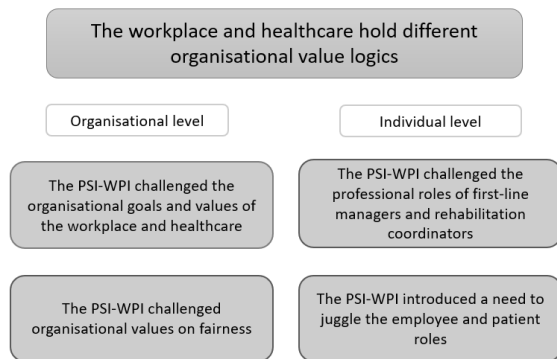 The workplace and healthcare hold different
organisational value logics
Organisational level
Individual level
The PSI-WPI challenged the
organisational goals and values of
the workplace and healthcare
The PSI-WPI challenged the
professional roles of first-line
managers and rehabilitation
coordinators
The PSI-WPI challenged
organisational values on fairness
The PSI-WPI introduced a need to
juggle the employee and patient
roles